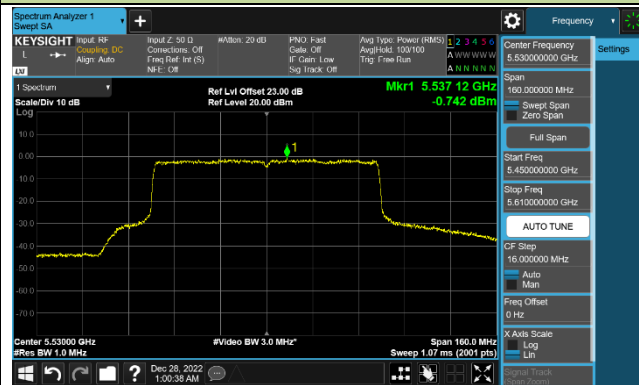 Spectrum Analyzer 1
Swept SA
+
Frequency
KEYSIGHT
L
LXI
Input: RF
Coupling: DC
Align: Auto
Input Z: 50 Ω
Corrections: Off
Freq Ref: Int (S)
NFE: Off
#Atten: 20 dB
PNO: Fast
Gate: Off
IF Gain: Low
Sig Track: Off
Avg Type: Power (RMS)
Avg|Hold: 100/100
Trig: Free Run
1 2 3 4 5 6
A W W W W W
A N N N N N
1 Spectrum
Scale/Div 10 dB
Log
Ref Lvl Offset 23.00 dB
Ref Level 20.00 dBm
Mkr1 5.537 12 GHz
-0.742 dBm
10.0
0.00
-10.0
-20.0
-30.0
-40.0
-50.0
-60.0
-70.0
1
Center 5.53000 GHz
#Res BW 1.0 MHz
#Video BW 3.0 MHz*
Span 160.0 MHz
Sweep 1.07 ms (2001 pts)
?
Dec 28, 2022
1:00:38 AM
Center Frequency
5.530000000 GHz
Settings
Span
160.000000 MHz
Swept Span
Zero Span
Full Span
Start Freq
5.450000000 GHz
Stop Freq
5.610000000 GHz
AUTO TUNE
CF Step
16.000000 MHz
Auto
Man
Freq Offset
0 Hz
X Axis Scale
Log
Lin
Signal Track
(Span Zoom)